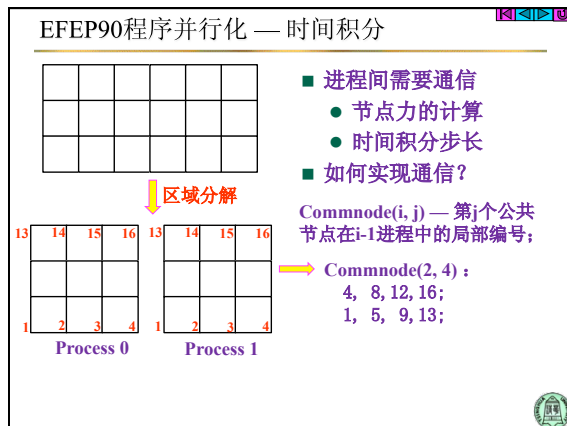 EFEP90程序并行化 — 时间积分
■ 进程间需要通信
● 节点力的计算
● 时间积分步长
■ 如何实现通信？
区域分解
Commnode(i, j) — 第j个公共
节点在i-1进程中的局部编号；
Commnode(2, 4) ：
4, 8,12,16;
1, 5, 9,13;
13 14 15 16
13 14 15 16
1 2 3 4
1 2 3 4
Process 0
Process 1